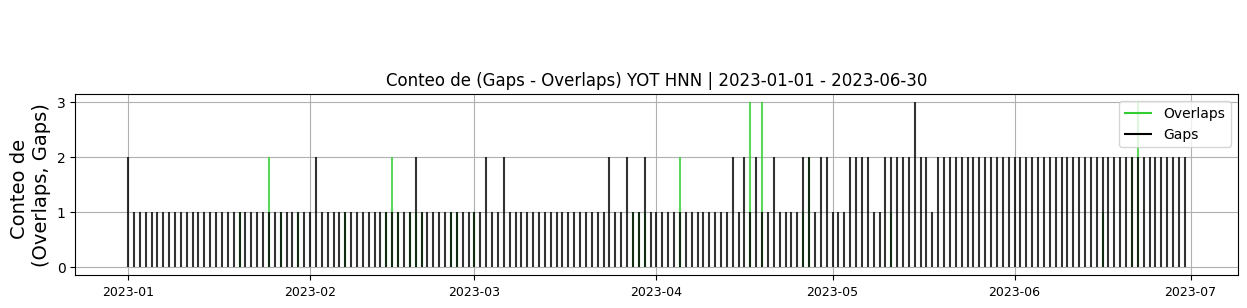 Conteo de (Gaps - Overlaps) YOT HNN | 2023-01-01 - 2023-06-30
Conteo de
(Overlaps, Gaps)
3
2
1
0
Overlaps
Gaps
2023-01
2023-02
2023-03
2023-04
2023-05
2023-06
2023-07